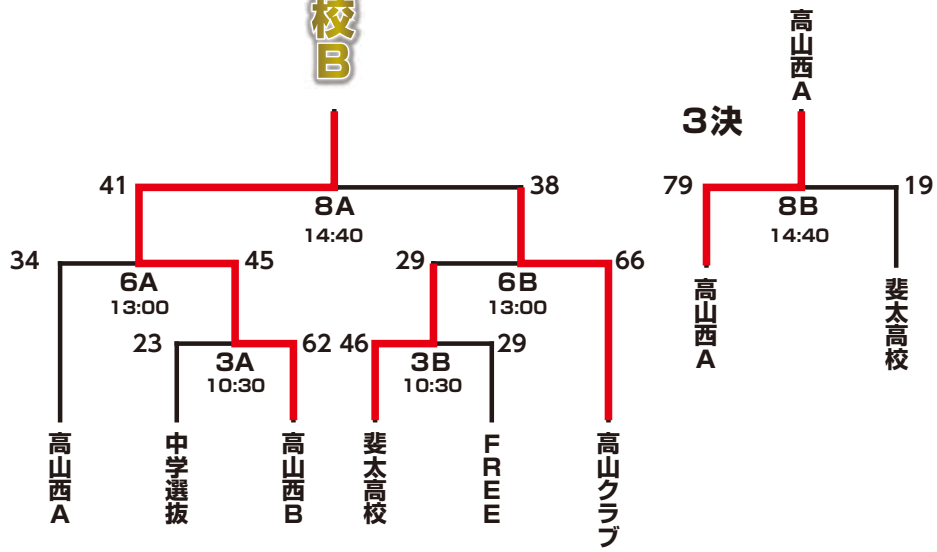 校B
高山西A
3決
41
38
79
19
8A
14:40
8B
14:40
34
45
29
66
6A
13:00
6B
13:00
高山西A
斐太高校
23
62
46
29
3A
10:30
3B
10:30
高山西A
中学選抜
高山西B
斐太高校
FREE
高山クラブ